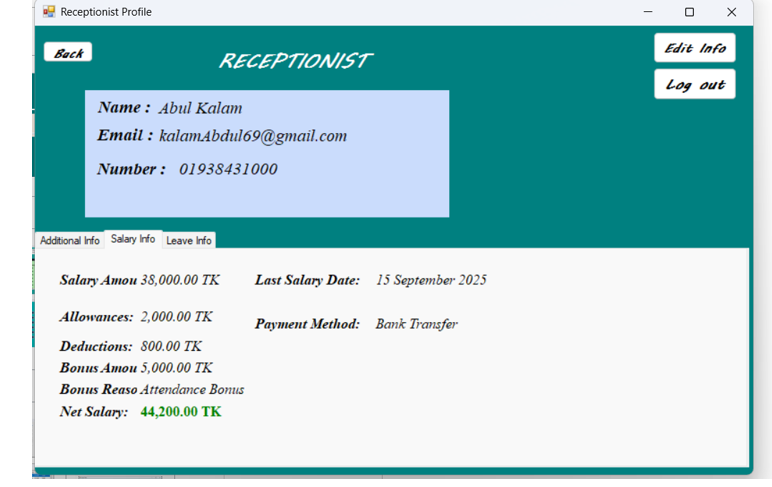 Receptionist Profile
Back
RECEPTIONIST
Edit Info
Log out
Name : Abul Kalam
Email : kalamAbdul69@gmail.com
Number : 01938431000
Additional Info Salary Info Leave Info
Salary Amou 38,000.00 TK Last Salary Date: 15 September 2025
Allowances: 2,000.00 TK
Payment Method: Bank Transfer
Deductions: 800.00 TK
Bonus Amou 5,000.00 TK
Bonus Reaso Attendance Bonus
Net Salary: 44,200.00 TK